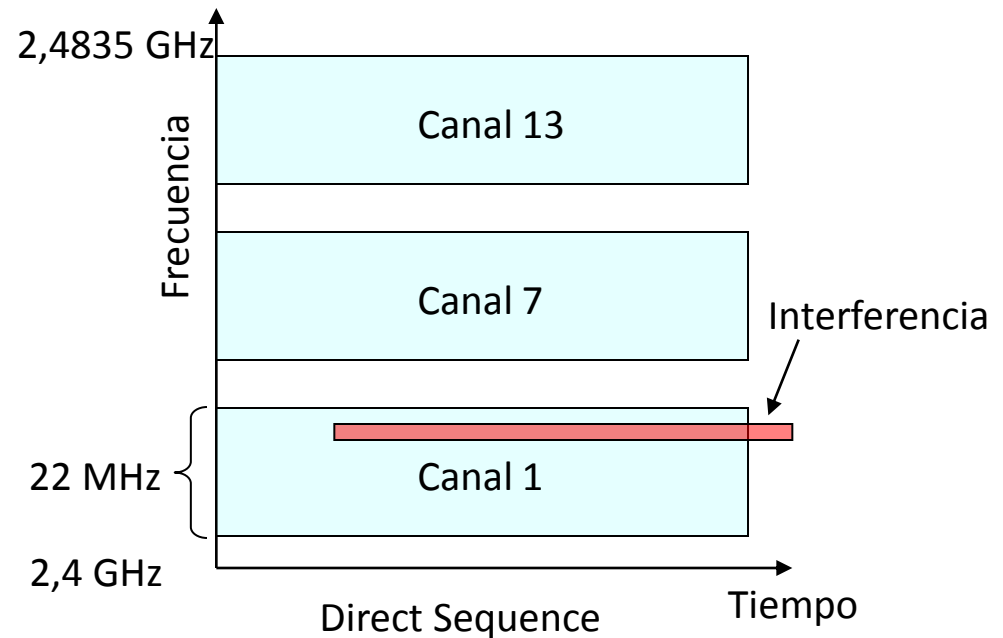 2,4835 GHz
Frecuencia
Canal 13
Canal 7
Interferencia
22 MHz
Canal 1
2,4 GHz
Direct Sequence
Tiempo